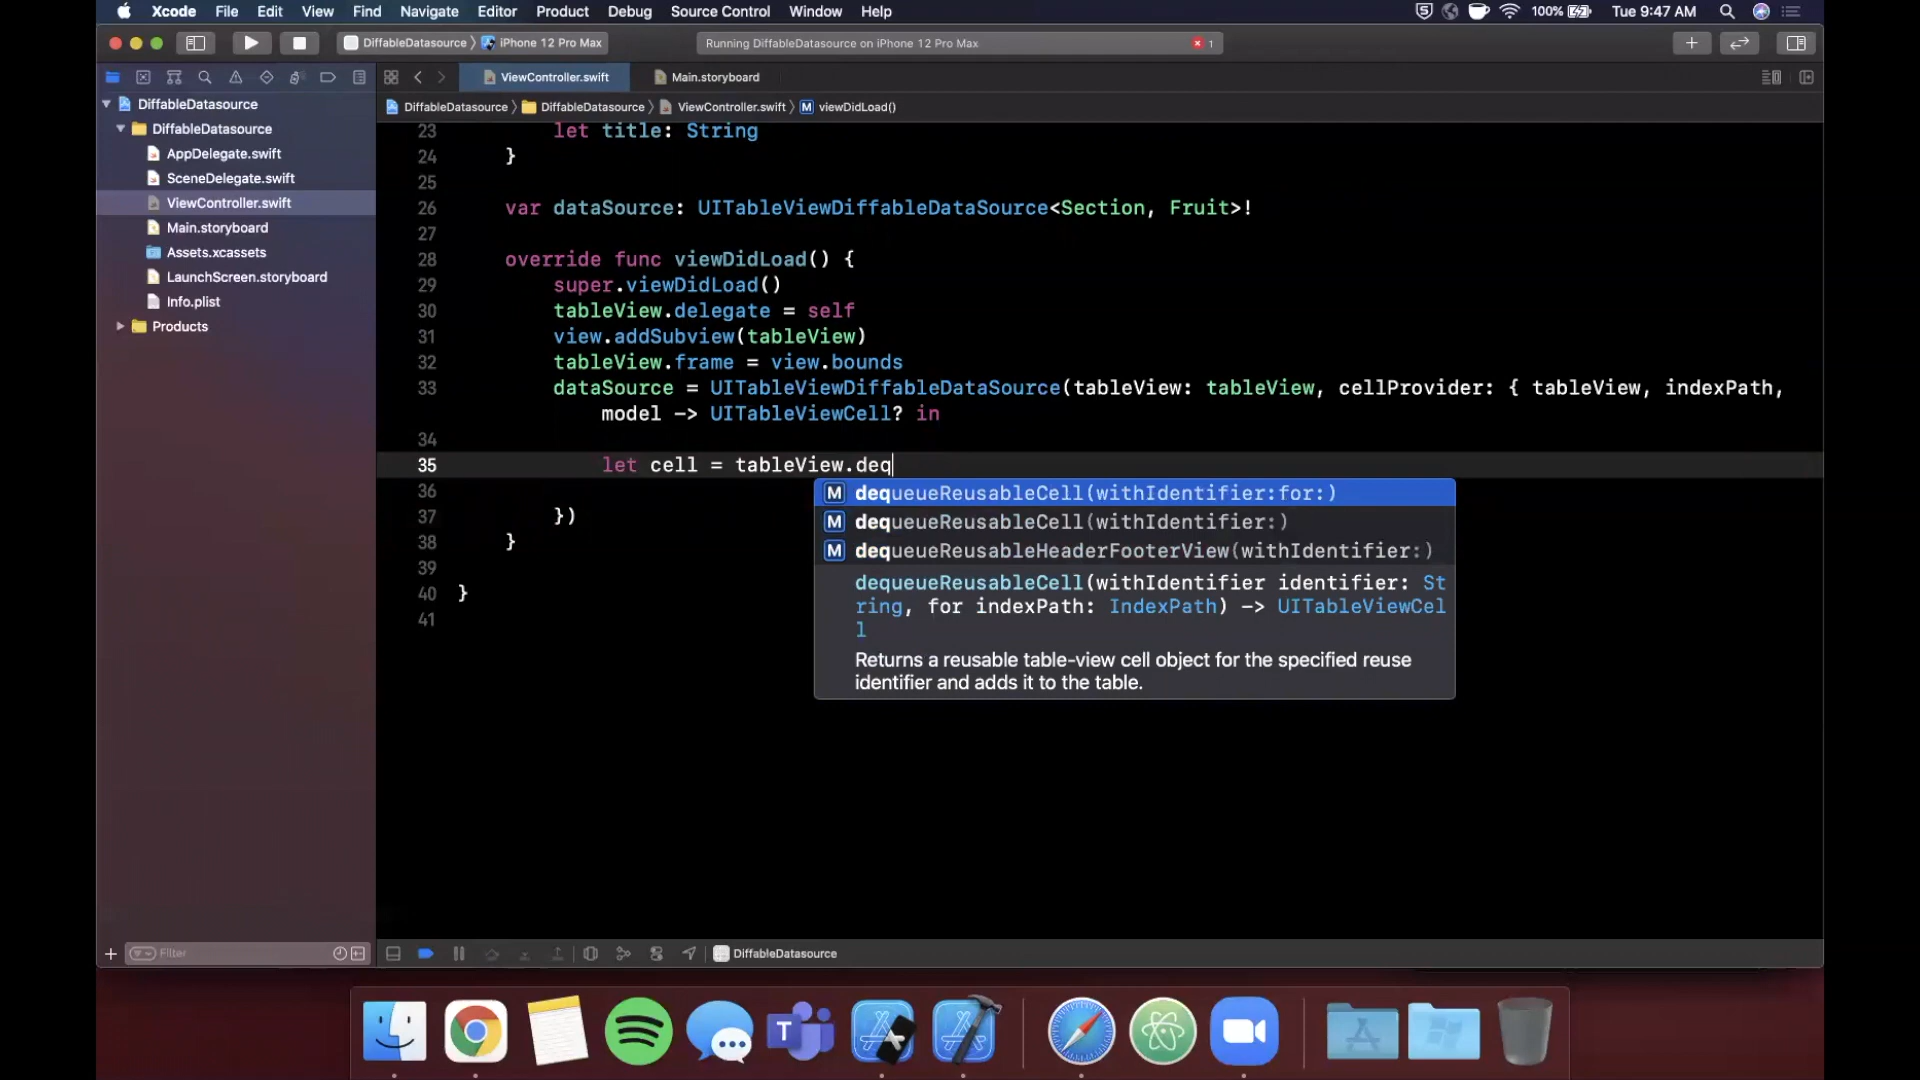 Xcode File Edit View Find Navigate Editor Product Debug Source Control Window Help 100% Tue 9:47 AM
DiffableDatasource iPhone 12 Pro Max Running DiffableDatasource on iPhone 12 Pro Max 1
ViewController.swift Main.storyboard
DiffableDatasource DiffableDatasource ViewController.swift M viewDidLoad()
DiffableDatasource
DiffableDatasource
AppDelegate.swift
SceneDelegate.swift
ViewController.swift
Main.storyboard
Assets.xcassets
LaunchScreen.storyboard
Info.plist
Products
23 let title: String
24 }
25
26 var dataSource: UITableViewDiffableDataSource<Section, Fruit>!
27
28 override func viewDidLoad() {
29 super.viewDidLoad()
30 tableView.delegate = self
31 view.addSubview(tableView)
32 tableView.frame = view.bounds
33 dataSource = UITableViewDiffableDataSource(tableView: tableView, cellProvider: { tableView, indexPath,
model -> UITableViewCell? in
34
35 let cell = tableView.deq
36
37 })
38 }
39
40 }
41
M dequeueReusableCell(withIdentifier:for:)
M dequeueReusableCell(withIdentifier:)
M dequeueReusableHeaderFooterView(withIdentifier:)
dequeueReusableCell(withIdentifier identifier: St
ring, for indexPath: IndexPath) -> UITableViewCel
l
Returns a reusable table-view cell object for the specified reuse
identifier and adds it to the table.
Filter
DiffableDatasource
T